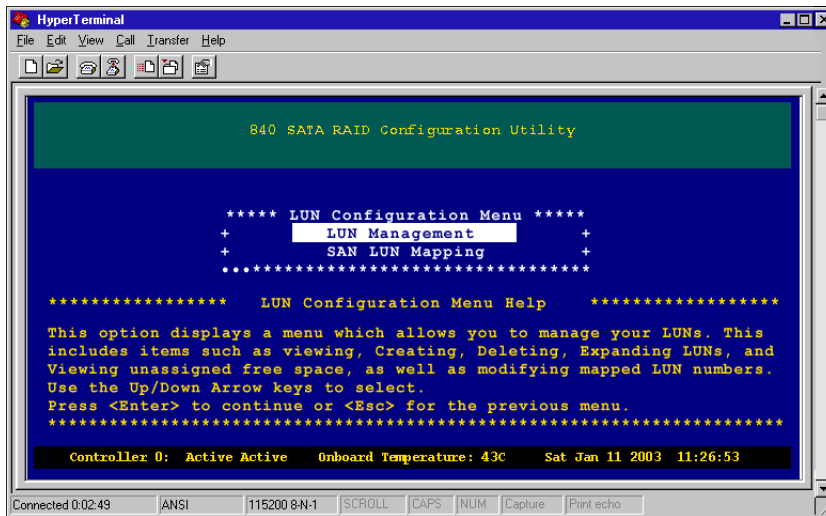 HyperTerminal
File Edit View Call Transfer Help
840 SATA RAID Configuration Utility
***** LUN Configuration Menu *****
+ LUN Management +
+ SAN LUN Mapping +
...**********************************
***************** LUN Configuration Menu Help ******************
This option displays a menu which allows you to manage your LUNs. This
includes items such as viewing, Creating, Deleting, Expanding LUNs, and
Viewing unassigned free space, as well as modifying mapped LUN numbers.
Use the Up/Down Arrow keys to select.
Press <Enter> to continue or <Esc> for the previous menu.
***********************************************************************
Controller 0: Active Active Onboard Temperature: 43C Sat Jan 11 2003 11:26:53
Connected 0:02:49 ANSI 115200 8-N-1 SCROLL CAPS NUM Capture Print echo